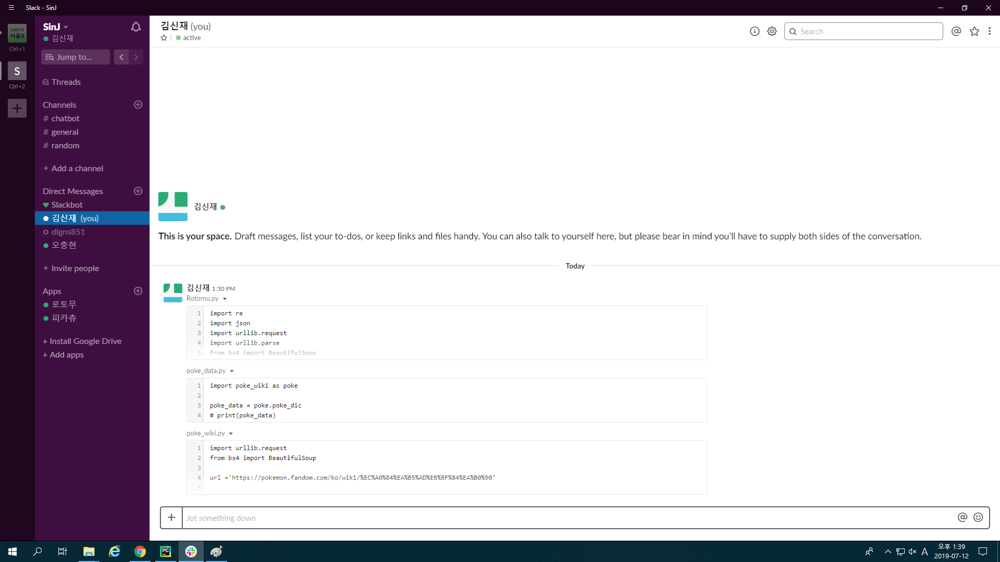 Slack - SinJ
SSAFY2
서울8
Ctrl+1
S
Ctrl+2
SinJ
김신재
Jump to...
Threads
Channels
# chatbot
# general
# random
+ Add a channel
Direct Messages
Slackbot
김신재 (you)
dlgns851
오충현
+ Invite people
Apps
로토무
피카츄
+ Install Google Drive
+ Add apps
김신재 (you)
active
Search
김신재
This is your space. Draft messages, list your to-dos, or keep links and files handy. You can also talk to yourself here, but please bear in mind you’ll have to supply both sides of the conversation.
Today
김신재 1:30 PM
Rotomu.py
1 import re
2 import json
3 import urllib.request
4 import urllib.parse
5 from bs4 import BeautifulSoup
poke_data.py
1 import poke_wiki as poke
2
3 poke_data = poke.poke_dic
4 # print(poke_data)
poke_wiki.py
1 import urllib.request
2 from bs4 import BeautifulSoup
3
4 url ='https://pokemon.fandom.com/ko/wiki/%EC%A0%84%EA%B5%AD%EB%8F%84%EA%B0%90'
5
Jot something down
PC
A
오후 1:39
2019-07-12